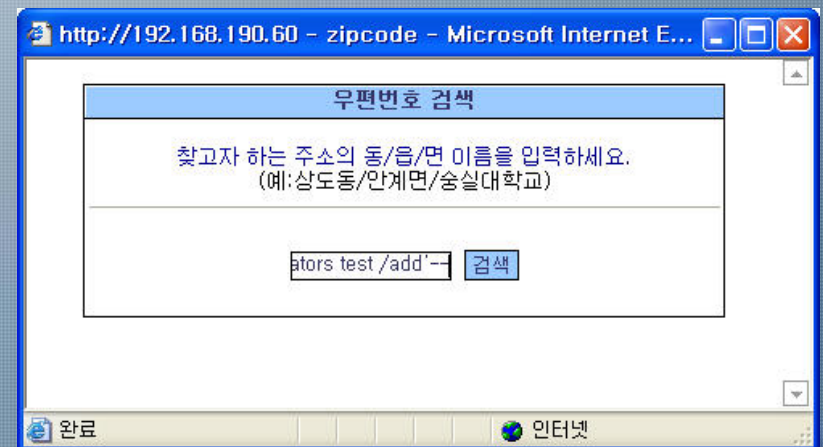 http://192.168.190.60 - zipcode - Microsoft Internet E...
우편번호 검색
찾고자 하는 주소의 동/읍/면 이름을 입력하세요.
(예:상도동/안계면/숭실대학교)
ators test /add'-- 검색
완료 인터넷